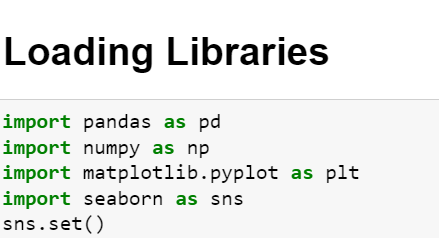 Loading Libraries
import pandas as pd
import numpy as np
import matplotlib.pyplot as plt
import seaborn as sns
sns.set()